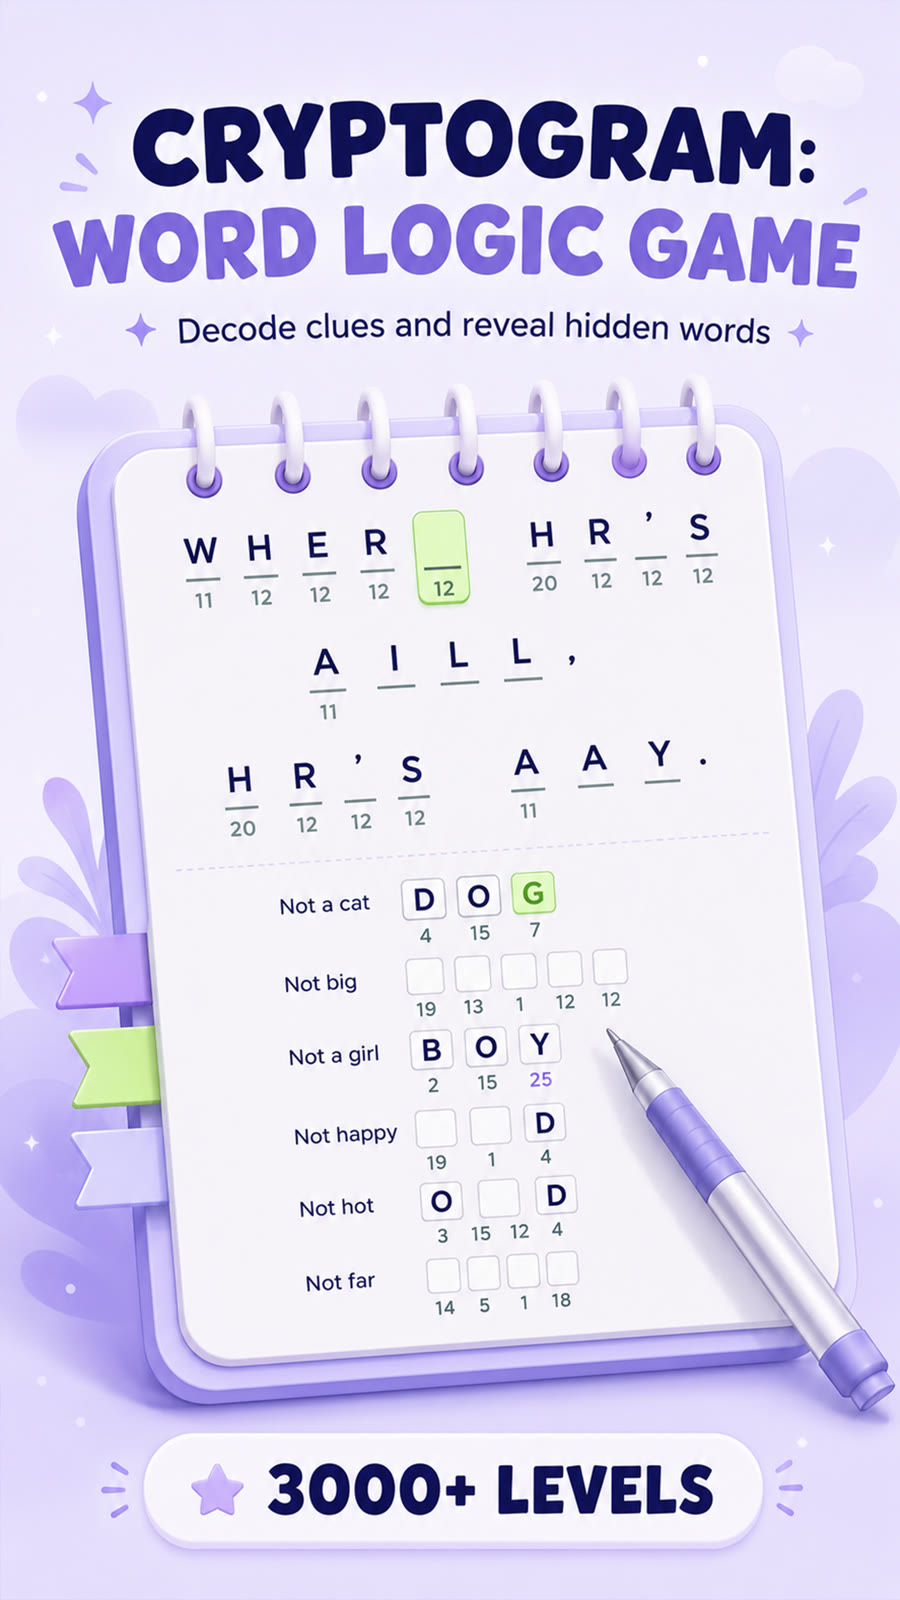 CRYPTOGRAM:
WORD LOGIC GAME
Decode clues and reveal hidden words
W H E R _ H R ' S
11 12 12 12 12 20 12 12 12
A I L L ,
11
H R ' S A A Y .
20 12 12 12 11
Not a cat D O G
4 15 7
Not big
19 13 1 12 12
Not a girl B O Y
2 15 25
Not happy D
19 1 4
Not hot O D
3 15 12 4
Not far
14 5 1 18
3000+ LEVELS